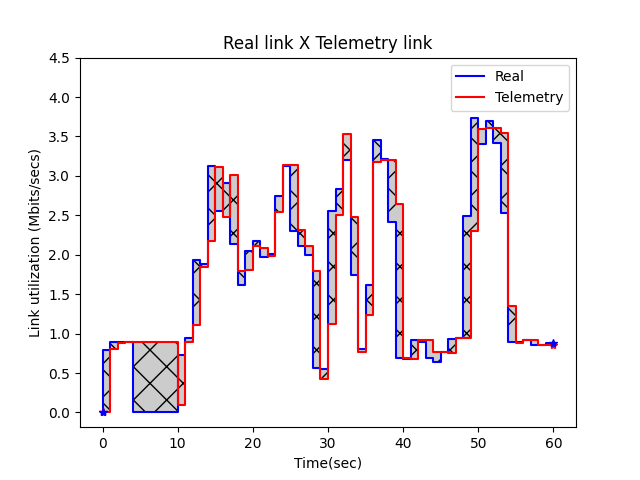 Real link X Telemetry link
Real
Telemetry
Link utilization (Mbits/secs)
4.5
4.0
3.5
3.0
2.5
2.0
1.5
1.0
0.5
0.0
0 10 20 30 40 50 60
Time(sec)